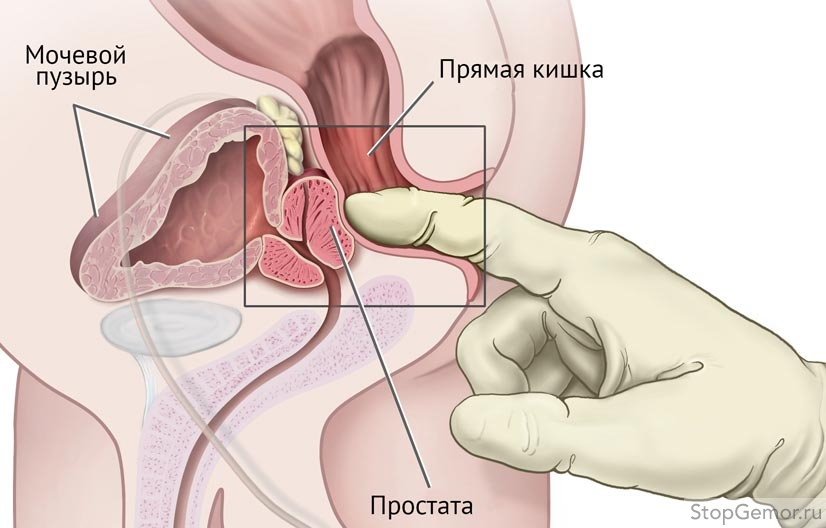 Мочевой
пузырь
Прямая кишка
Простата
StopGemor.ru